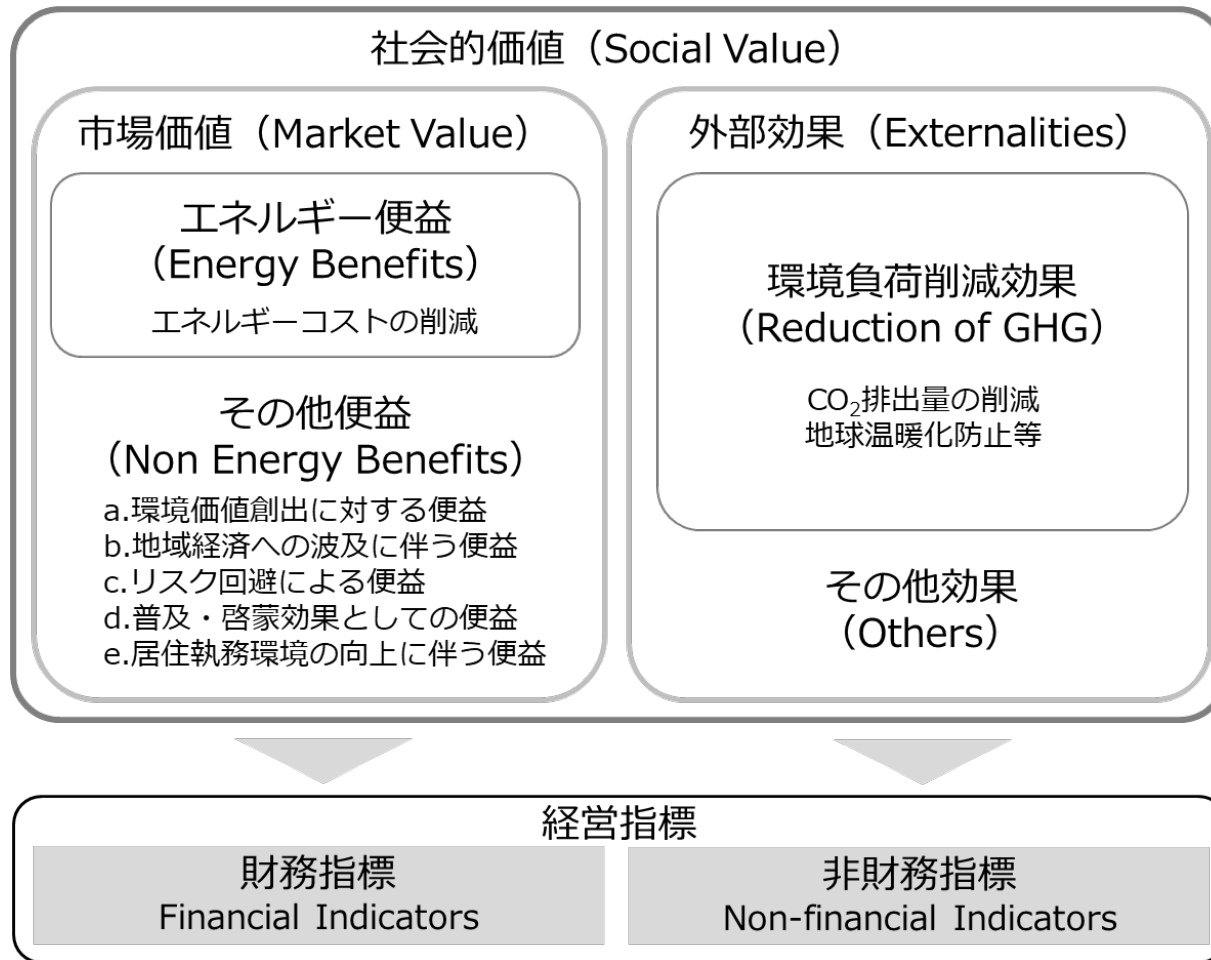 社会的価値（Social Value）
市場価値（Market Value）
エネルギー便益
（Energy Benefits）
エネルギーコストの削減
その他便益
（Non Energy Benefits）
a.環境価値創出に対する便益
b.地域経済への波及に伴う便益
c.リスク回避による便益
d.普及・啓蒙効果としての便益
e.居住執務環境の向上に伴う便益
外部効果（Externalities）
環境負荷削減効果
（Reduction of GHG）
CO₂排出量の削減
地球温暖化防止等
その他効果
（Others）
経営指標
財務指標
Financial Indicators
非財務指標
Non-financial Indicators